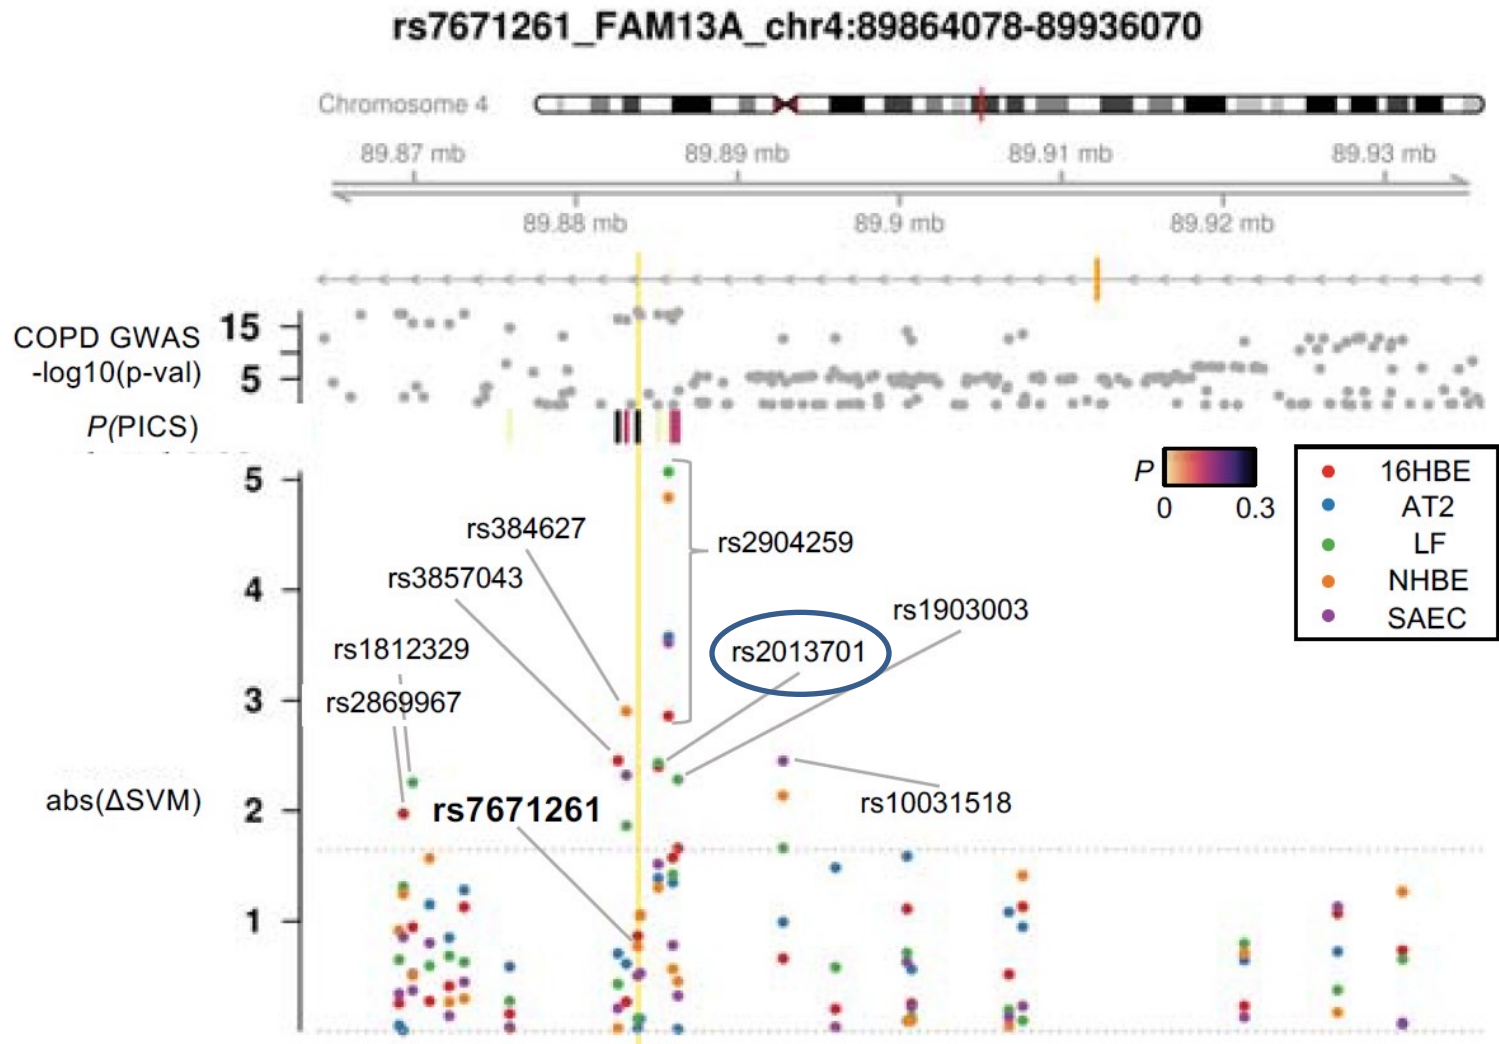 rs7671261_FAM13A_chr4:89864078-89936070
Chromosome 4
89.87 mb 89.89 mb 89.91 mb 89.93 mb
89.88 mb 89.9 mb 89.92 mb
COPD GWAS
-log10(p-val)
15
5
P(PICS)
P
0 0.3
16HBE
AT2
LF
NHBE
SAEC
5
4
3
2
1
abs(ΔSVM)
rs384627
rs2904259
rs3857043
rs1903003
rs1812329
rs2013701
rs2869967
rs7671261
rs10031518